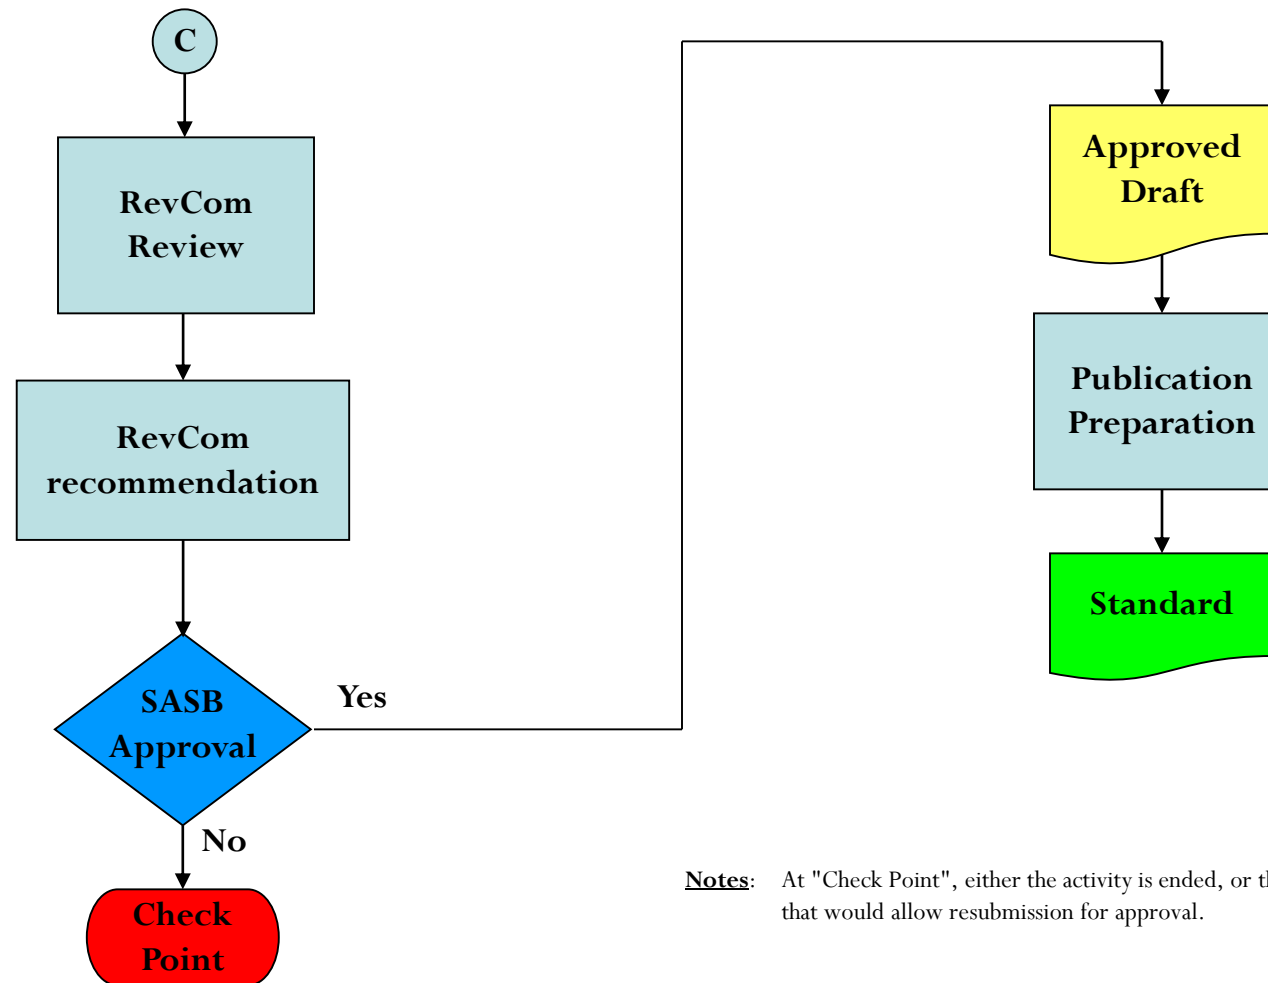 C
RevCom
Review
RevCom
recommendation
SASB
Approval
Yes
No
Check
Point
Approved
Draft
Publication
Preparation
Standard
Notes: At "Check Point", either the activity is ended, or
that would allow resubmission for approval.